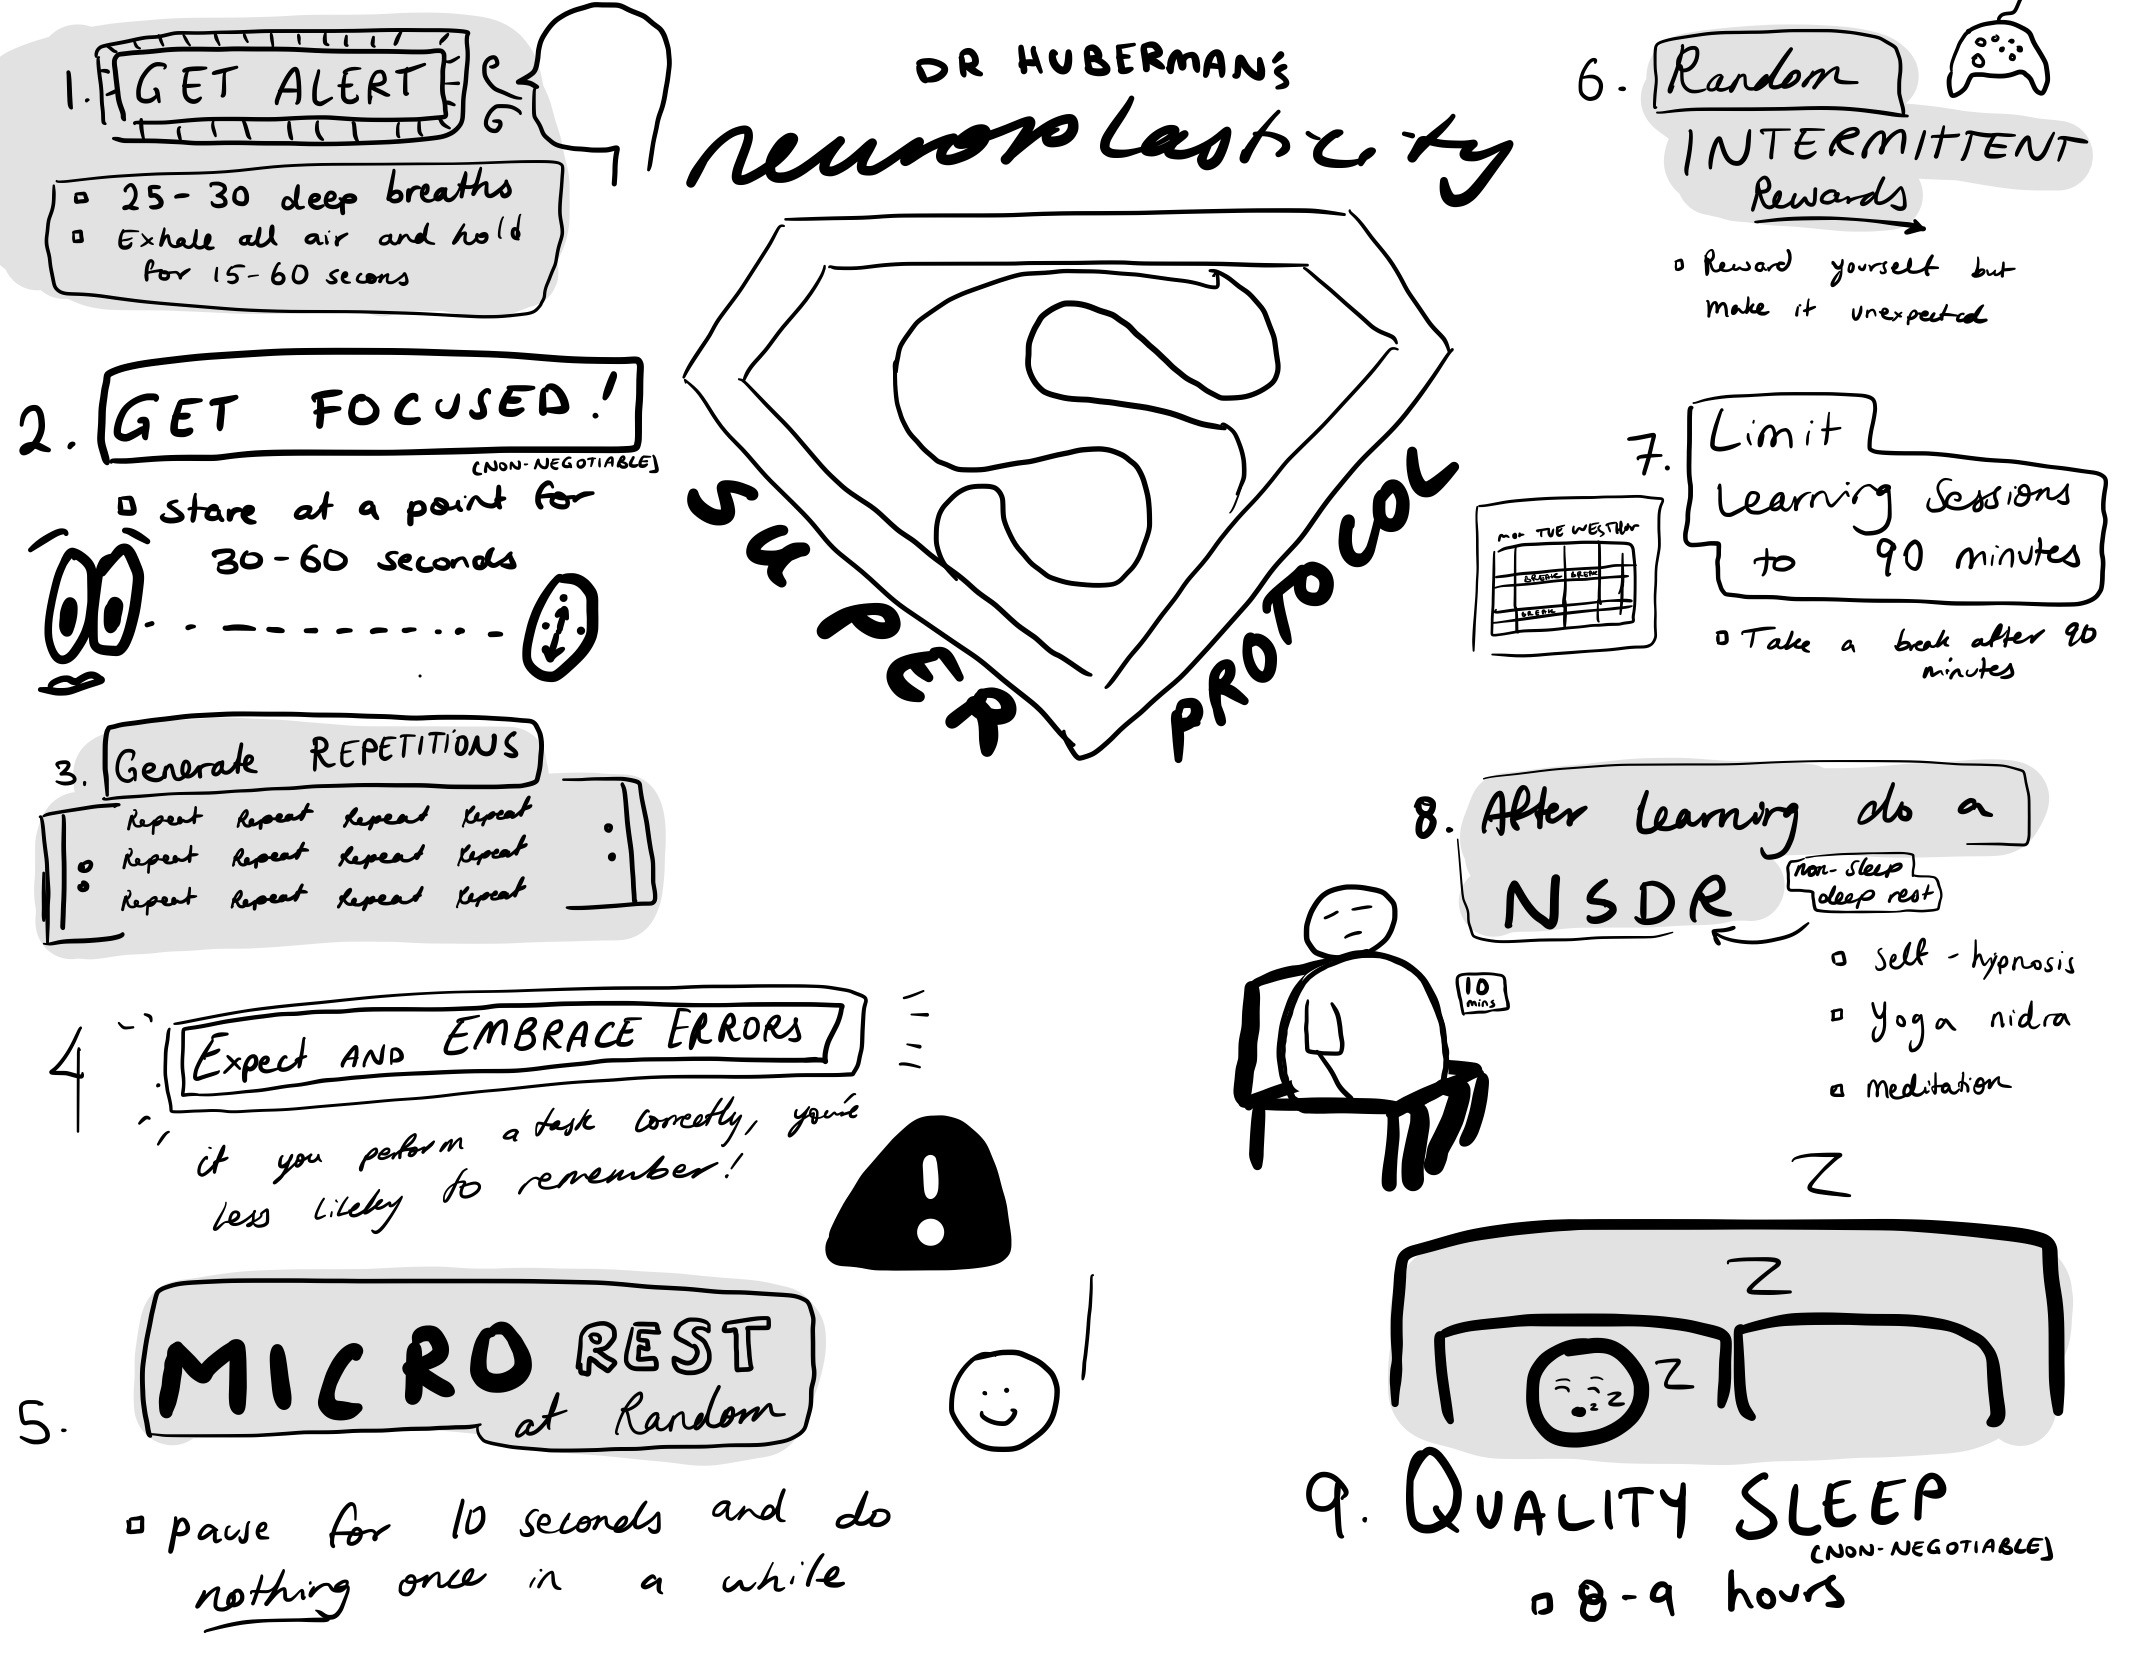 DR HUBERMAN's
neuroplasticity
S
SUPER PROTOCOL
1. GET ALERT
25-30 deep breaths
Exhale all air and hold
for 15-60 secons
2. GET FOCUSED!
(NON-NEGOTIABLE)
stare at a point for
30-60 seconds
3. Generate REPETITIONS
Repeat Repeat Repeat Repeat
Repeat Repeat Repeat Repeat
Repeat Repeat Repeat Repeat
4 Expect AND EMBRACE ERRORS
if you perform a task correctly, you're
less likely to remember!
!
5. MICRO REST
at Random
pause for 10 seconds and do
nothing once in a while
6. Random
INTERMITTENT
Rewards
Reward yourself but
make it unexpected
7. Limit
Learning Sessions
to 90 minutes
MON TUE WES THUR
BREAK BREAK
BREAK
Take a break after 90
minutes
8. After learning do a
NSDR
non-sleep
deep rest
10
mins
self-hypnosis
Yoga nidra
meditation
Z
Z
Z
z z
9. QUALITY SLEEP
(NON-NEGOTIABLE)
8-9 hours